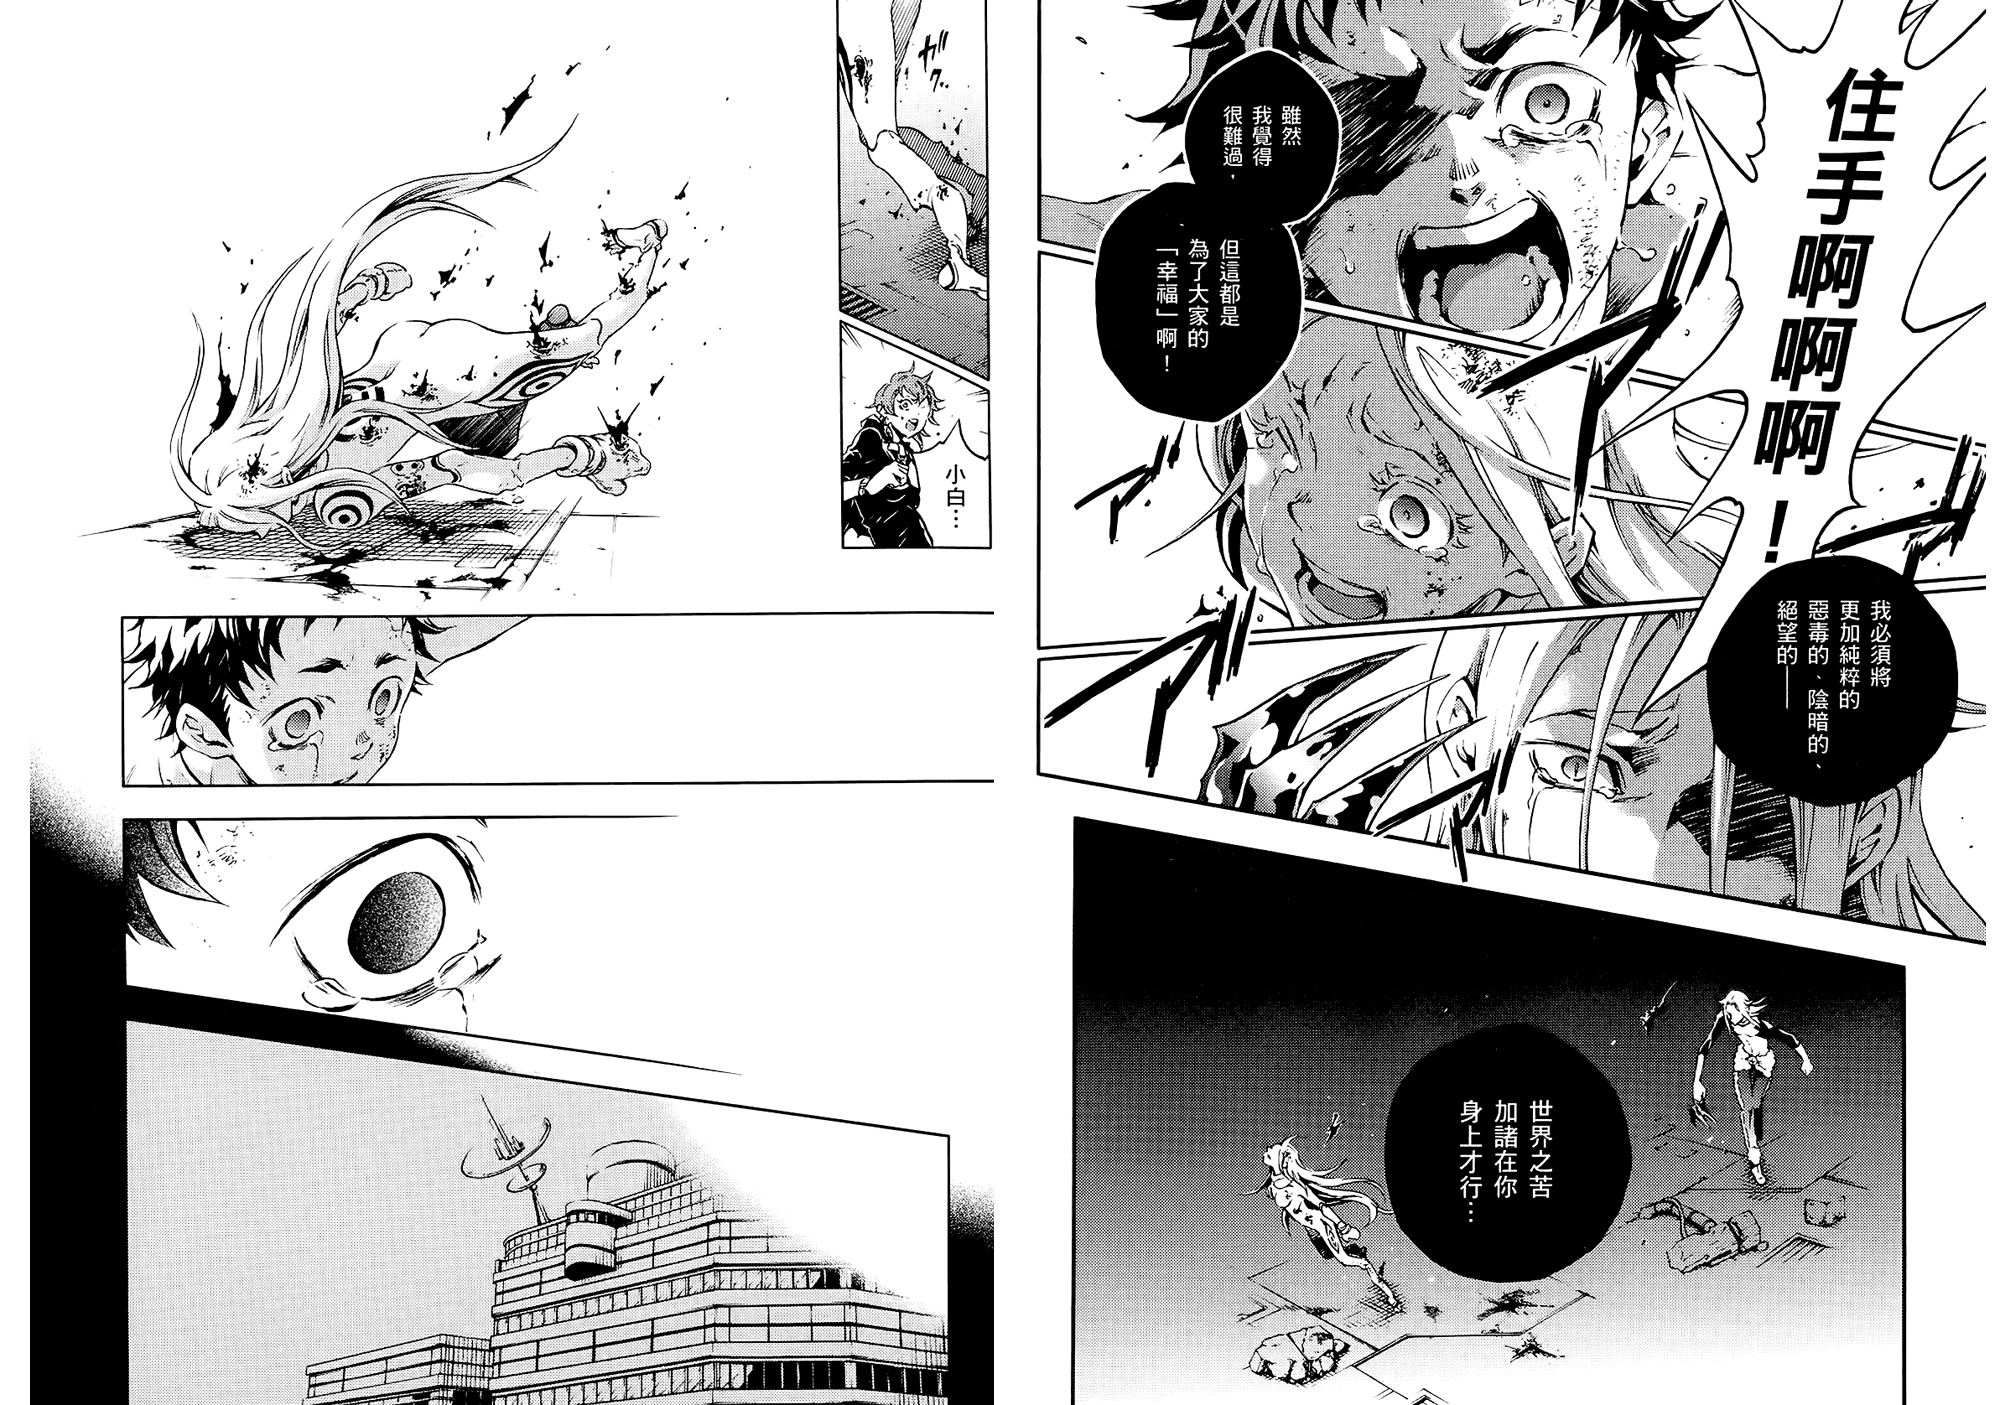 住手啊啊啊啊！
雖然
我覺得
很難過，
但這都是
為了大家的
「幸福」啊！
我必須將
更加純粹的
惡毒的、陰暗的、
絕望的——
世界之苦
加諸在你
身上才行…
ガ
ク…
小白…